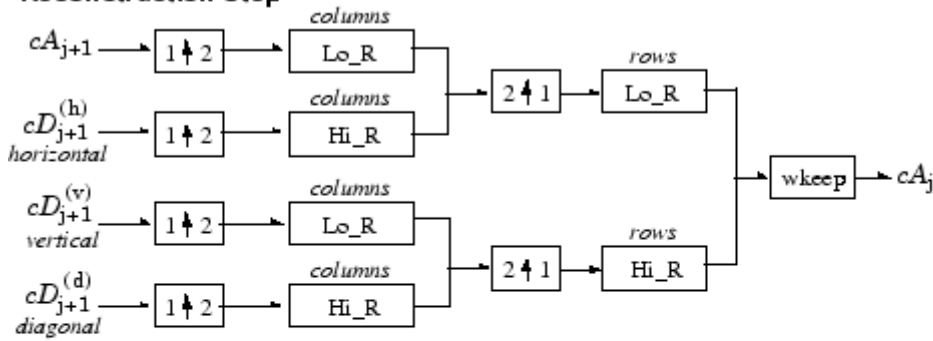 Reconstruction Step
columns
cA_{j+1} 1↑2 Lo_R
rows
columns
2↑1 Lo_R
cD_{j+1}^{(h)} 1↑2 Hi_R
horizontal
wkeep cA_j
columns
cD_{j+1}^{(v)} 1↑2 Lo_R
vertical
rows
columns
2↑1 Hi_R
cD_{j+1}^{(d)} 1↑2 Hi_R
diagonal